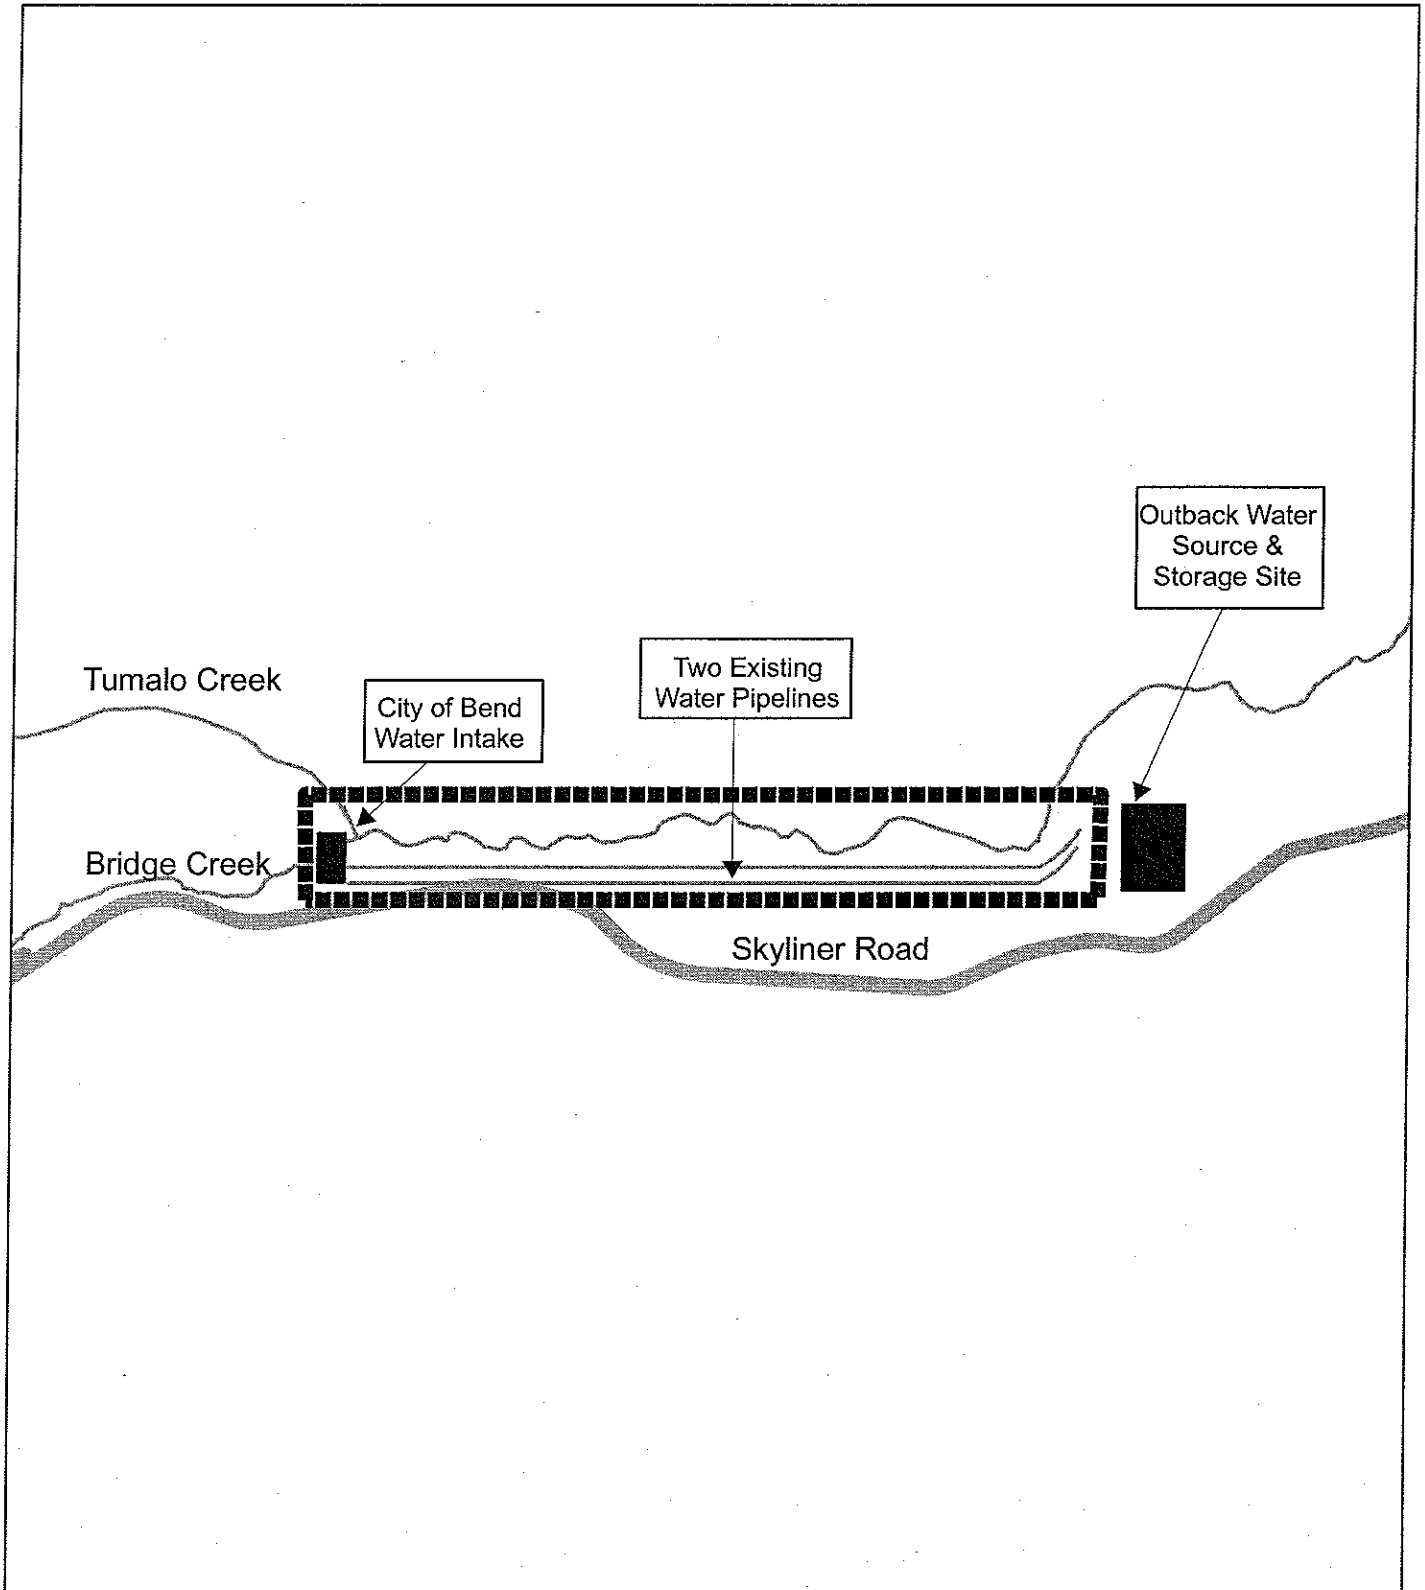 Outback Water
Source &
Storage Site
Two Existing
Water Pipelines
Tumalo Creek
City of Bend
Water Intake
Bridge Creek
Skyliner Road